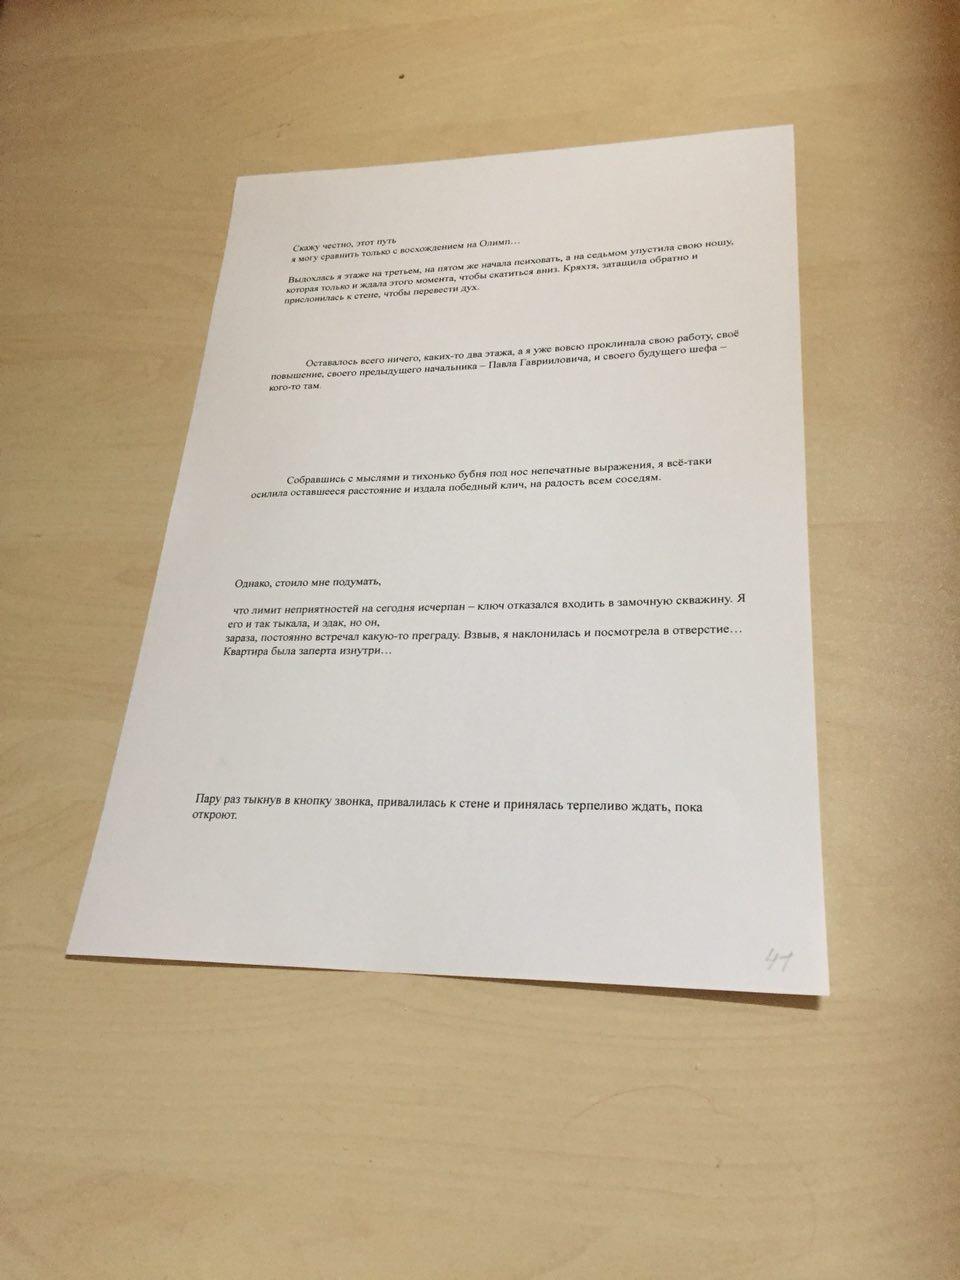 Скажу честно, этот путь
я могу сравнить только с восхождением на Олимп…
Выдохлась я этаже на третьем, на пятом же начала психовать, а на седьмом упустила свою ношу,
которая только и ждала этого момента, чтобы скатиться вниз. Кряхтя, затащила обратно и
прислонилась к стене, чтобы перевести дух.
Оставалось всего ничего, каких-то два этажа, а я уже вовсю проклинала свою работу, своё
повышение, своего предыдущего начальника – Павла Гаврииловича, и своего будущего шефа –
кого-то там.
Собравшись с мыслями и тихонько бубня под нос непечатные выражения, я всё-таки
осилила оставшееся расстояние и издала победный клич, на радость всем соседям.
Однако, стоило мне подумать,
что лимит неприятностей на сегодня исчерпан – ключ отказался входить в замочную скважину. Я
его и так тыкала, и эдак, но он,
зараза, постоянно встречал какую-то преграду. Взвыв, я наклонилась и посмотрела в отверстие…
Квартира была заперта изнутри…
Пару раз тыкнув в кнопку звонка, привалилась к стене и принялась терпеливо ждать, пока
откроют.
47